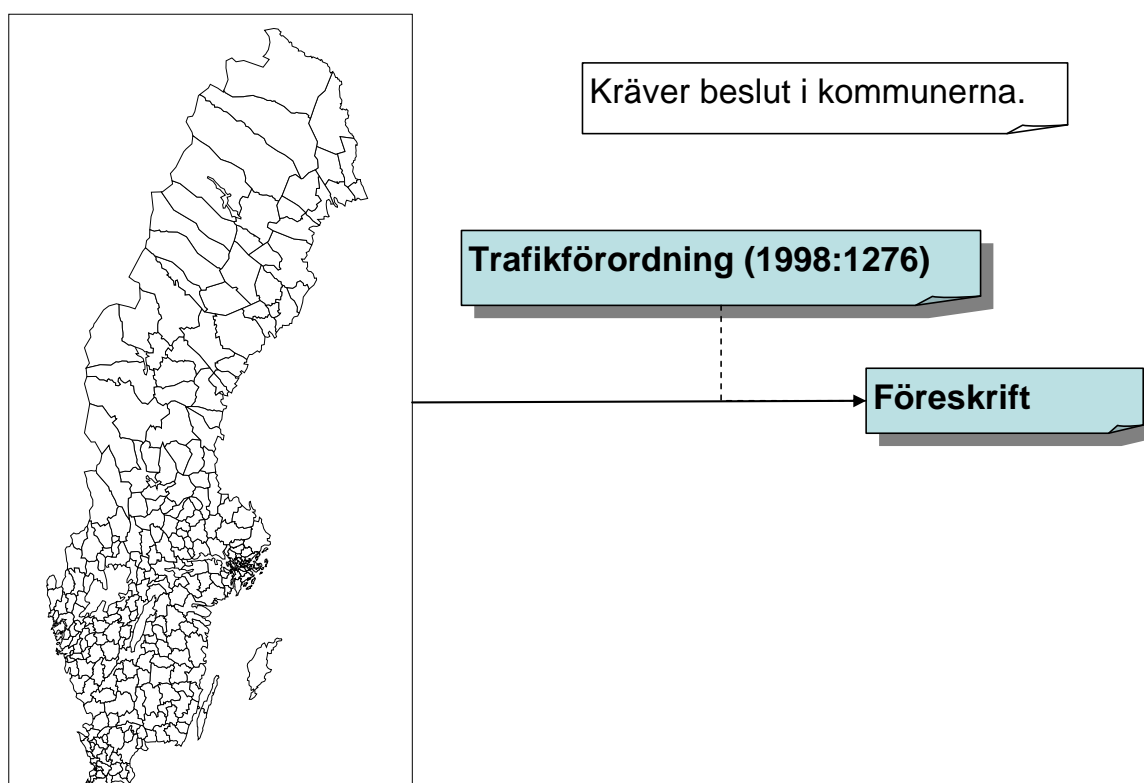 Kräver beslut i kommunerna.
Trafikförordning (1998:1276)
Föreskrift